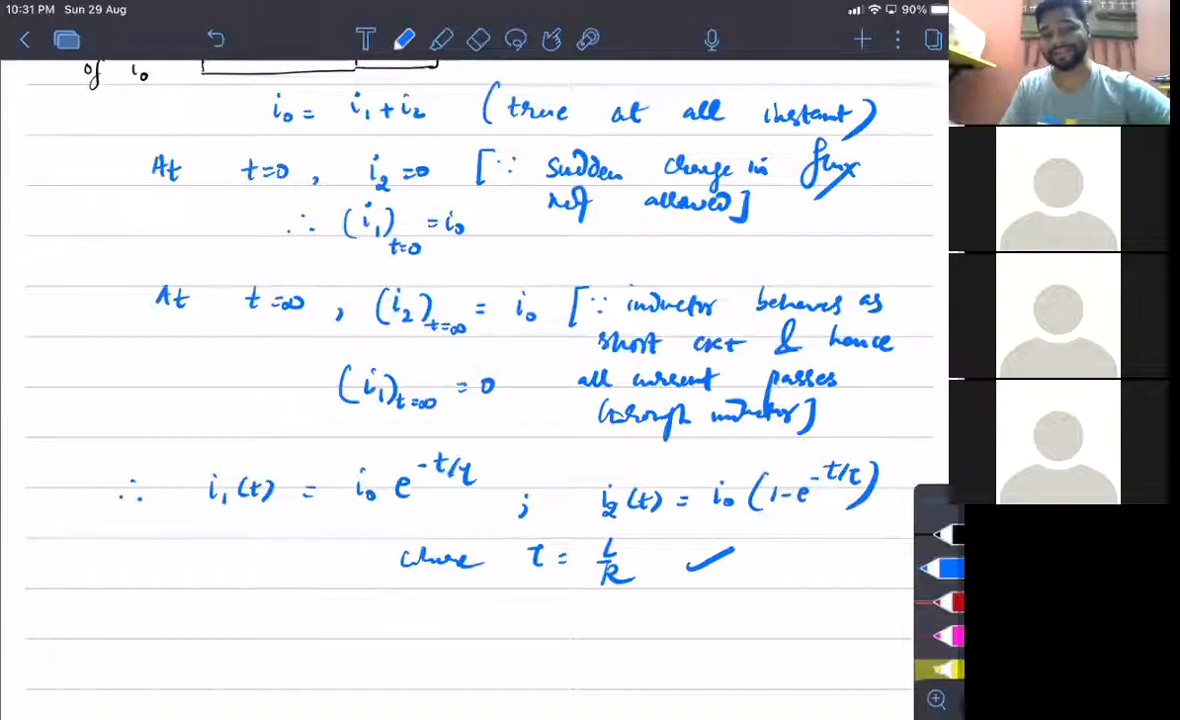 10:31 PM Sun 29 Aug
90%
of i₀
i₀ = i₁ + i₂ (true at all instant)
At t=0, i₂ = 0 [∵ sudden change in flux
not allowed]
∴ (i₁)ₜ₌₀ = i₀
At t=∞, (i₂)ₜ₌∞ = i₀ [∵ inductor behaves as
short ckt & hence
(i₁)ₜ₌∞ = 0 all current passes
through inductor]
∴ i₁(t) = i₀ e^(-t/τ) ; i₂(t) = i₀ (1-e^(-t/τ))
where τ = L/R ✓